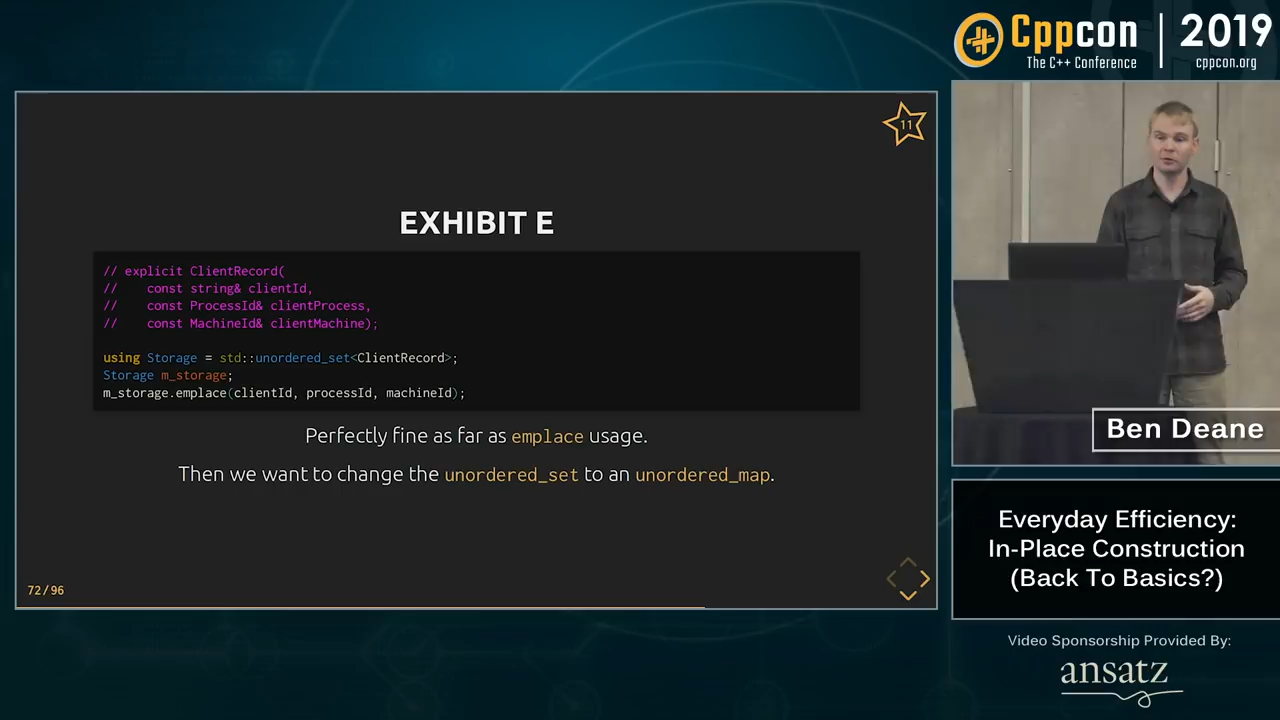 Cppcon | 2019
The C++ Conference
cppcon.org
11
EXHIBIT E
// explicit ClientRecord(
//    const string& clientId,
//    const ProcessId& clientProcess,
//    const MachineId& clientMachine);
using Storage = std::unordered_set<ClientRecord>;
Storage m_storage;
m_storage.emplace(clientId, processId, machineId);
Perfectly fine as far as emplace usage.
Then we want to change the unordered_set to an unordered_map.
72/96
Ben Deane
Everyday Efficiency:
In-Place Construction
(Back To Basics?)
Video Sponsorship Provided By:
ansatz